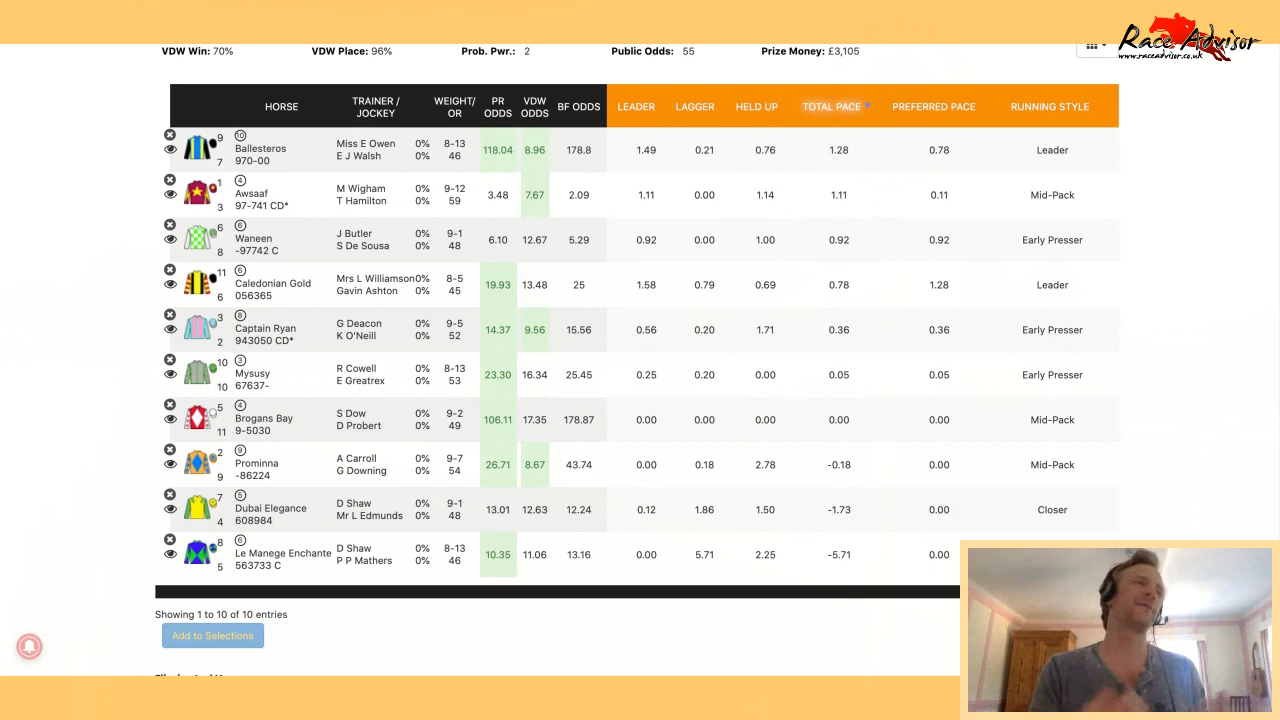 VDW Win: 70% VDW Place: 96% Prob. Pwr.: 2 Public Odds: 55 Prize Money: £3,105
Race Advisor
www.raceadvisor.co.uk
HORSE TRAINER / JOCKEY WEIGHT/ OR PR ODDS VDW ODDS BF ODDS LEADER LAGGER HELD UP TOTAL PACE PREFERRED PACE RUNNING STYLE
9 10 Miss E Owen 0% 8-13
Ballesteros 118.04 8.96 178.8 1.49 0.21 0.76 1.28 0.78 Leader
7 970-00 E J Walsh 0% 46
1 4 M Wigham 0% 9-12
Awsaaf 3.48 7.67 2.09 1.11 0.00 1.14 1.11 0.11 Mid-Pack
3 97-741 CD* T Hamilton 0% 59
6 6 J Butler 0% 9-1
Waneen 6.10 12.67 5.29 0.92 0.00 1.00 0.92 0.92 Early Presser
8 -97742 C S De Sousa 0% 48
11 6 Mrs L Williamson 0% 8-5
Caledonian Gold 19.93 13.48 25 1.58 0.79 0.69 0.78 1.28 Leader
6 056365 Gavin Ashton 0% 45
3 8 G Deacon 0% 9-5
Captain Ryan 14.37 9.56 15.56 0.56 0.20 1.71 0.36 0.36 Early Presser
2 943050 CD* K O'Neill 0% 52
10 3 R Cowell 0% 8-13
Mysusy 23.30 16.34 25.45 0.25 0.20 0.00 0.05 0.05 Early Presser
10 67637- E Greatrex 0% 53
5 4 S Dow 0% 9-2
Brogans Bay 106.11 17.35 178.87 0.00 0.00 0.00 0.00 0.00 Mid-Pack
11 9-5030 D Probert 0% 49
2 9 A Carroll 0% 9-7
Prominna 26.71 8.67 43.74 0.00 0.18 2.78 -0.18 0.00 Mid-Pack
9 -86224 G Downing 0% 54
7 5 D Shaw 0% 9-1
Dubai Elegance 13.01 12.63 12.24 0.12 1.86 1.50 -1.73 0.00 Closer
4 608984 Mr L Edmunds 0% 48
8 6 D Shaw 0% 8-13
Le Manege Enchante 10.35 11.06 13.16 0.00 5.71 2.25 -5.71 0.00
5 563733 C P P Mathers 0% 46
Showing 1 to 10 of 10 entries
Add to Selections